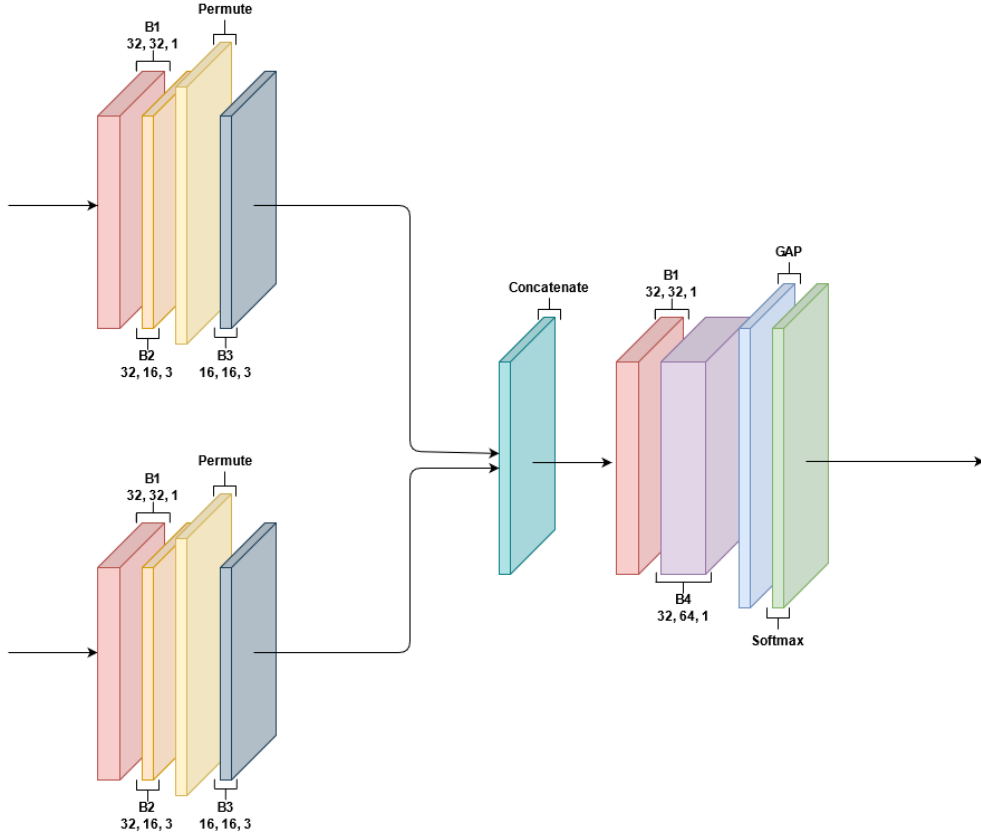 Permute
B1
32, 32, 1
B2
32, 16, 3
B3
16, 16, 3
Permute
B1
32, 32, 1
B2
32, 16, 3
B3
16, 16, 3
Concatenate
B1
32, 32, 1
GAP
B4
32, 64, 1
Softmax